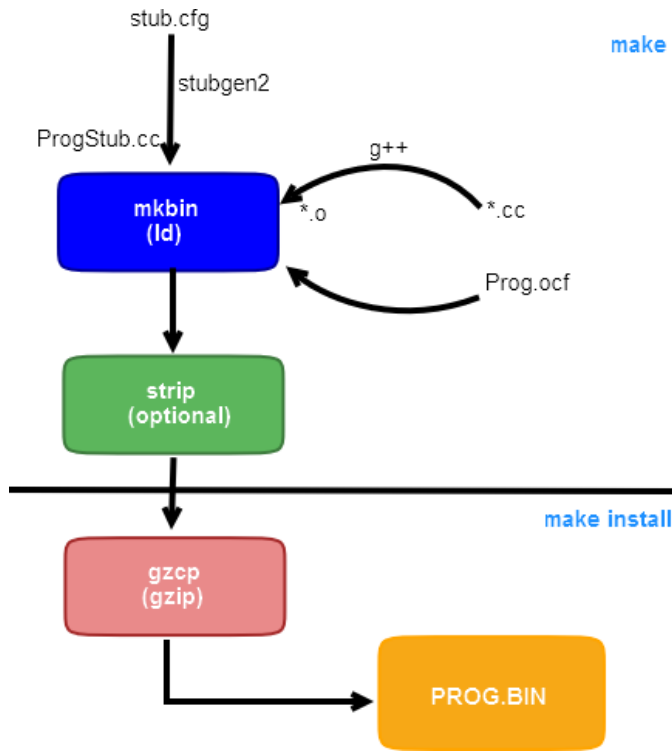 stub.cfg
make
stubgen2
ProgStub.cc
g++
mkbin
(ld)
*.o
*.cc
Prog.ocf
strip
(optional)
make install
gzcp
(gzip)
PROG.BIN